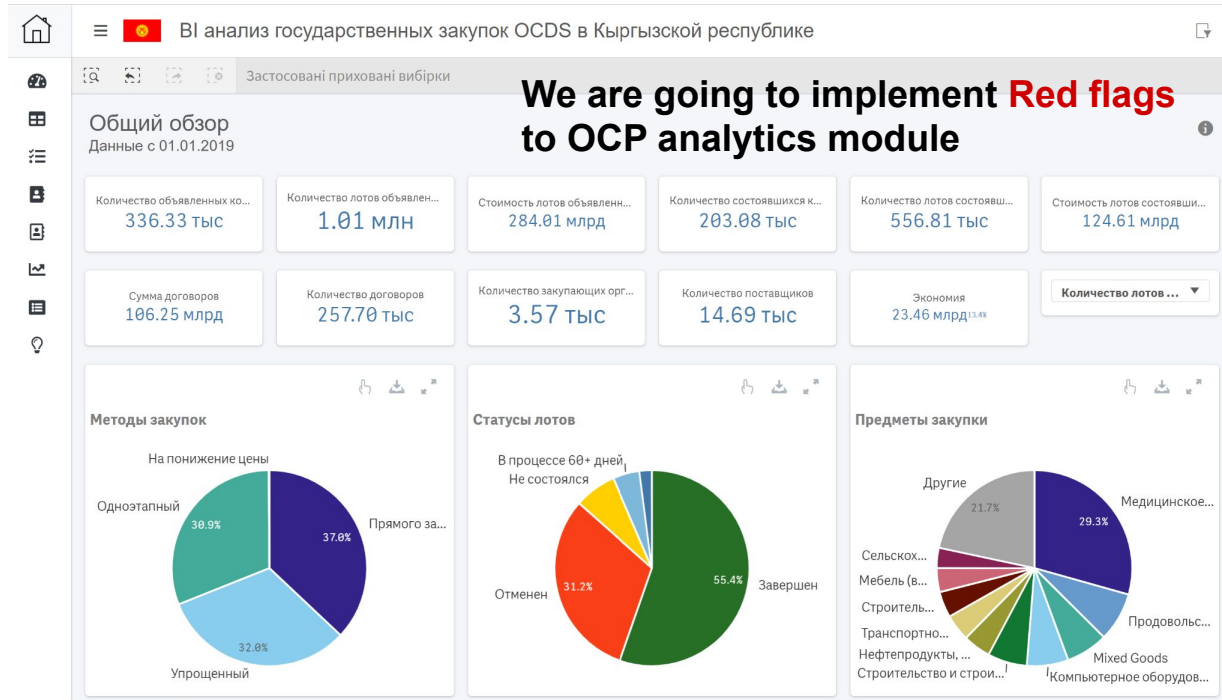 BI анализ государственных закупок OCDS в Кыргызской республике
Застосовані приховані вибірки
We are going to implement Red flags
to OCP analytics module
Общий обзор
Данные с 01.01.2019
Количество объявленных ко...
336.33 тыс
Количество лотов объявлен...
1.01 млн
Стоимость лотов объявленн...
284.01 млрд
Количество состоявшихся к...
203.08 тыс
Количество лотов состоявш...
556.81 тыс
Стоимость лотов состоявши...
124.61 млрд
Сумма договоров
106.25 млрд
Количество договоров
257.70 тыс
Количество закупающих орг...
3.57 тыс
Количество поставщиков
14.69 тыс
Экономия
23.46 млрд13.4%
Количество лотов ...
Методы закупок
На понижение цены
Одноэтапный
30.9%
37.0%
Прямого за...
32.0%
Упрощенный
Статусы лотов
В процессе 60+ дней
Не состоялся
Отменен
31.2%
55.4%
Завершен
Предметы закупки
Другие
21.7%
29.3%
Медицинское...
Сельскох...
Мебель (в...
Строитель...
Транспортно...
Нефтепродукты, ...
Строительство и строи...
Продовольс...
Mixed Goods
Компьютерное оборудов...